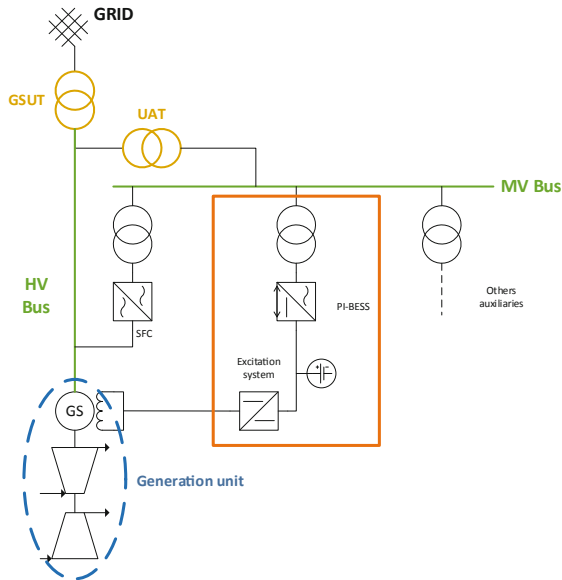 GRID
GSUT
UAT
MV Bus
HV
Bus
SFC
PI-BESS
Others
auxiliaries
Excitation
system
GS
Generation unit